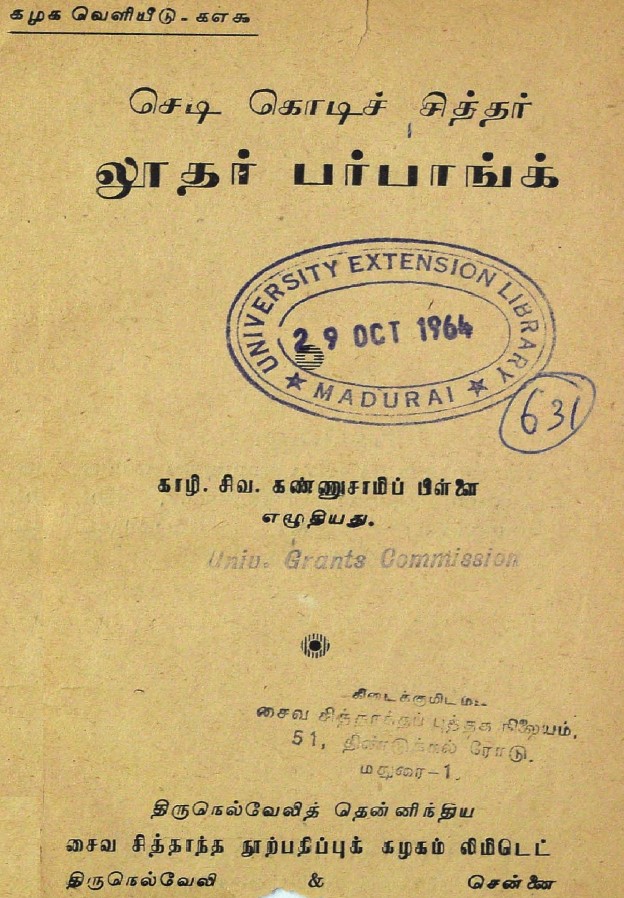 கழக வெளியீடு - ௧௭௬
செடி கொடிச் சித்தர்
லூதர் பர்பாங்க்
UNIVERSITY EXTENSION LIBRARY
29 OCT 1964
★ MADURAI ★
631
காழி. சிவ. கண்ணுசாமிப் பிள்ளை
எழுதியது.
Univ. Grants Commission
கிடைக்குமிடம்:-
சைவ சித்தாந்தப் புத்தக நிலையம்,
51, திண்டுக்கல் ரோடு.
மதுரை-1.
திருநெல்வேலித் தென்னிந்திய
சைவ சித்தாந்த நூற்பதிப்புக் கழகம் லிமிடெட்
திருநெல்வேலி & சென்னை